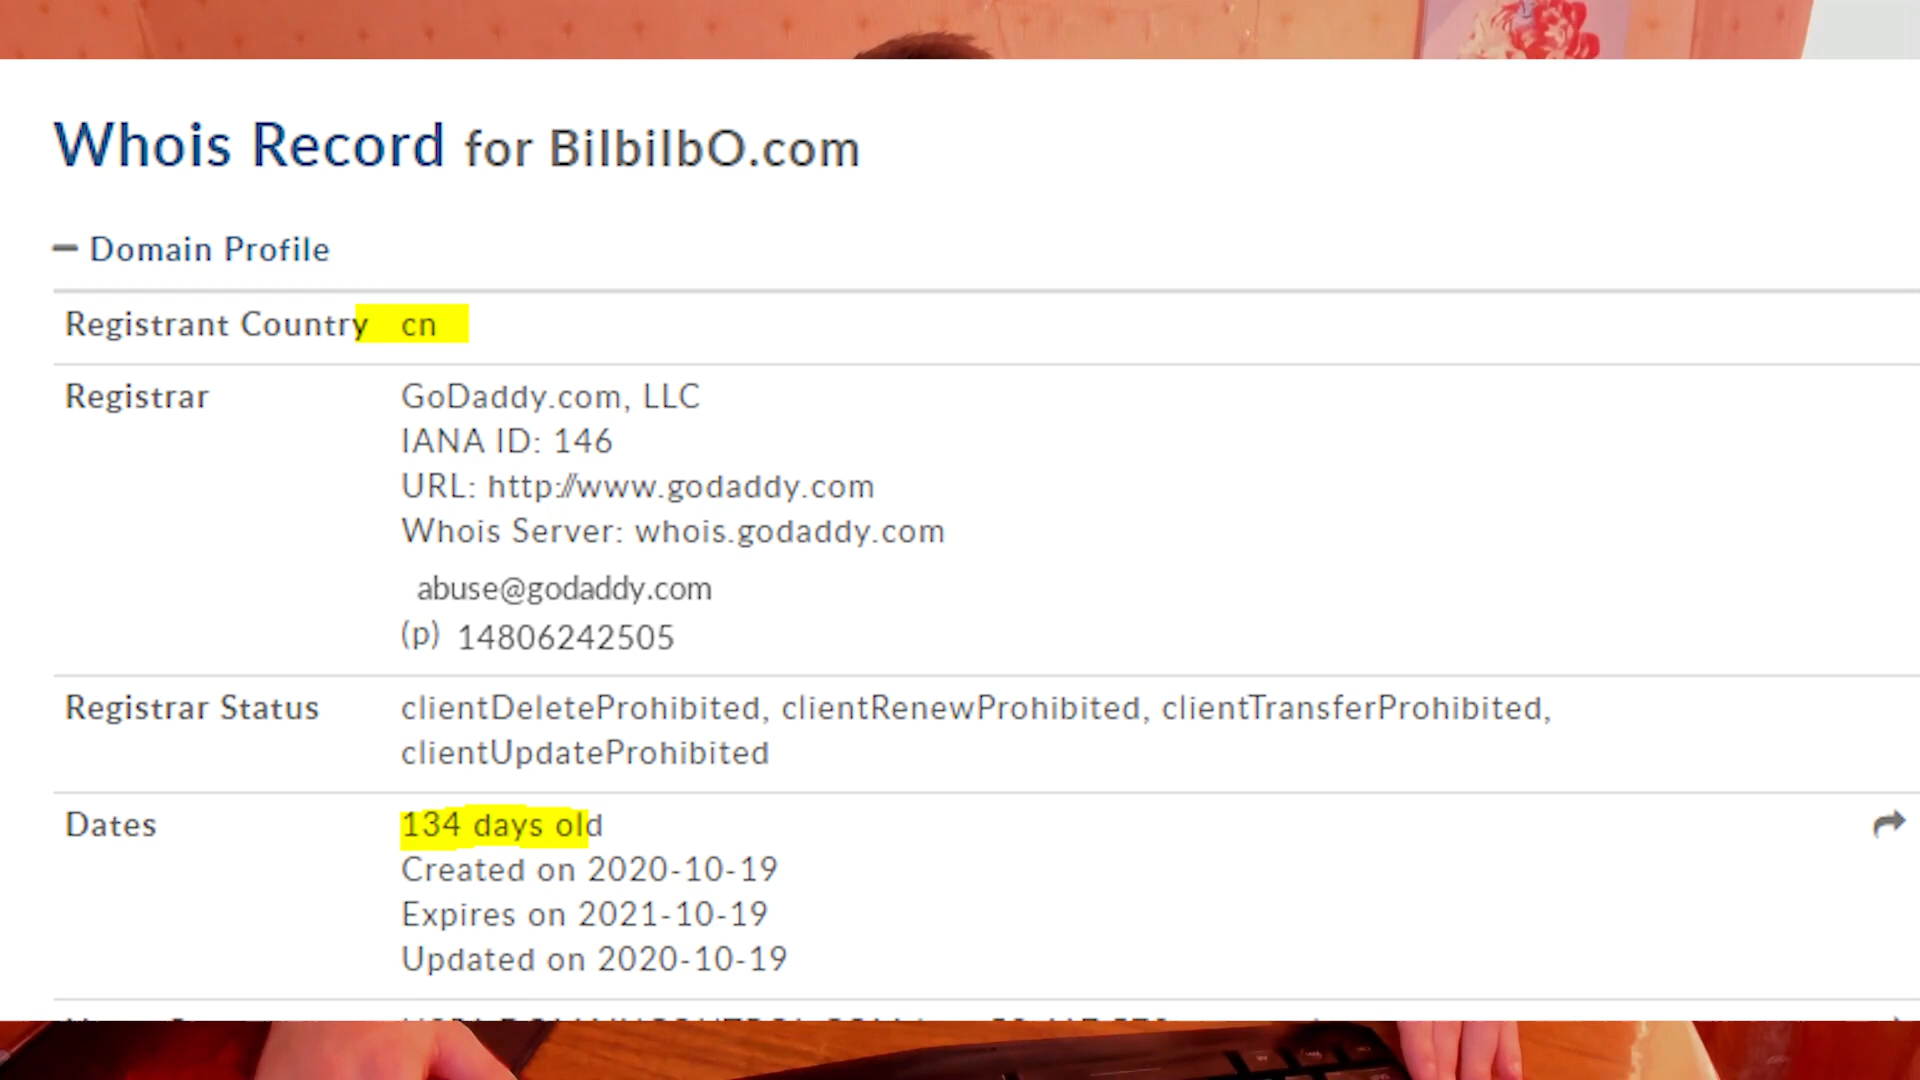 Whois Record for BilbilbO.com
Domain Profile
Registrant Country cn
Registrar GoDaddy.com, LLC
IANA ID: 146
URL: http://www.godaddy.com
Whois Server: whois.godaddy.com
abuse@godaddy.com
(p) 14806242505
Registrar Status clientDeleteProhibited, clientRenewProhibited, clientTransferProhibited,
clientUpdateProhibited
Dates 134 days old
Created on 2020-10-19
Expires on 2021-10-19
Updated on 2020-10-19